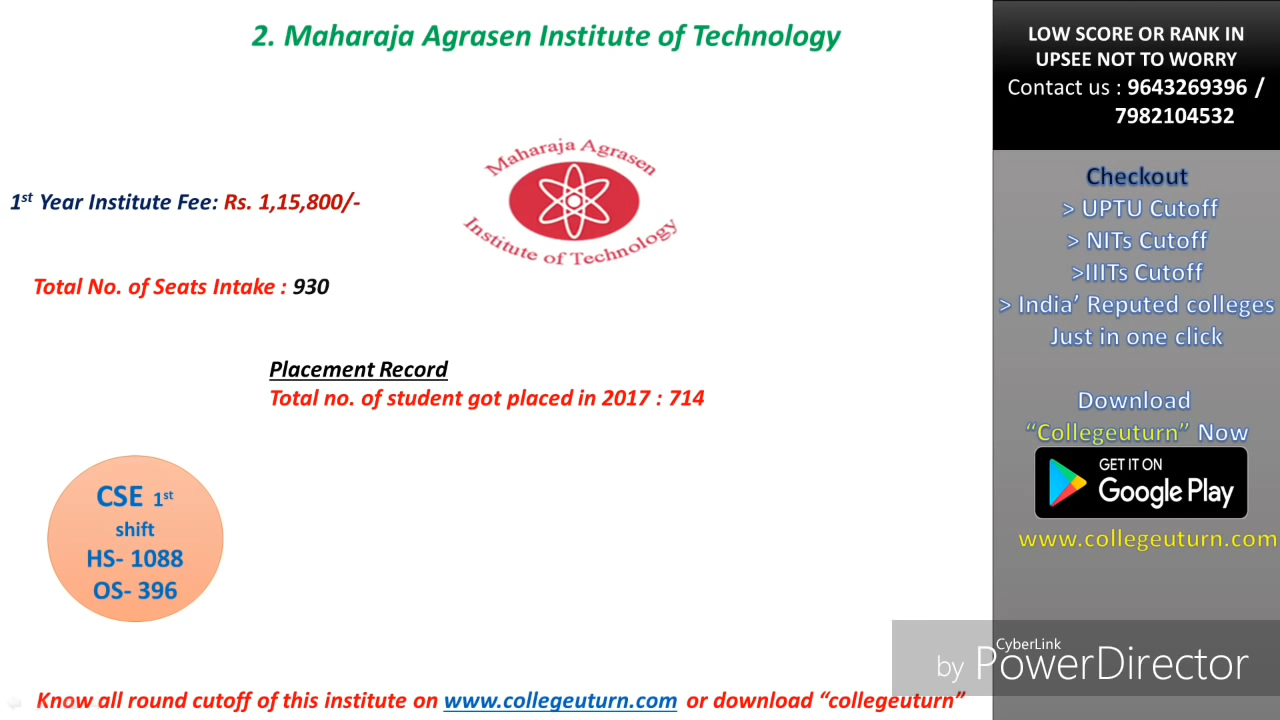 2. Maharaja Agrasen Institute of Technology
Maharaja Agrasen
Institute of Technology
1st Year Institute Fee: Rs. 1,15,800/-
Total No. of Seats Intake : 930
Placement Record
Total no. of student got placed in 2017 : 714
CSE 1st
shift
HS- 1088
OS- 396
Know all round cutoff of this institute on www.collegeuturn.com or download “collegeuturn”
LOW SCORE OR RANK IN
UPSEE NOT TO WORRY
Contact us : 9643269396 /
7982104532
Checkout
> UPTU Cutoff
> NITs Cutoff
>IIITs Cutoff
> India’ Reputed colleges
Just in one click
Download
“Collegeuturn” Now
GET IT ON
Google Play
www.collegeuturn.com
CyberLink
by PowerDirector